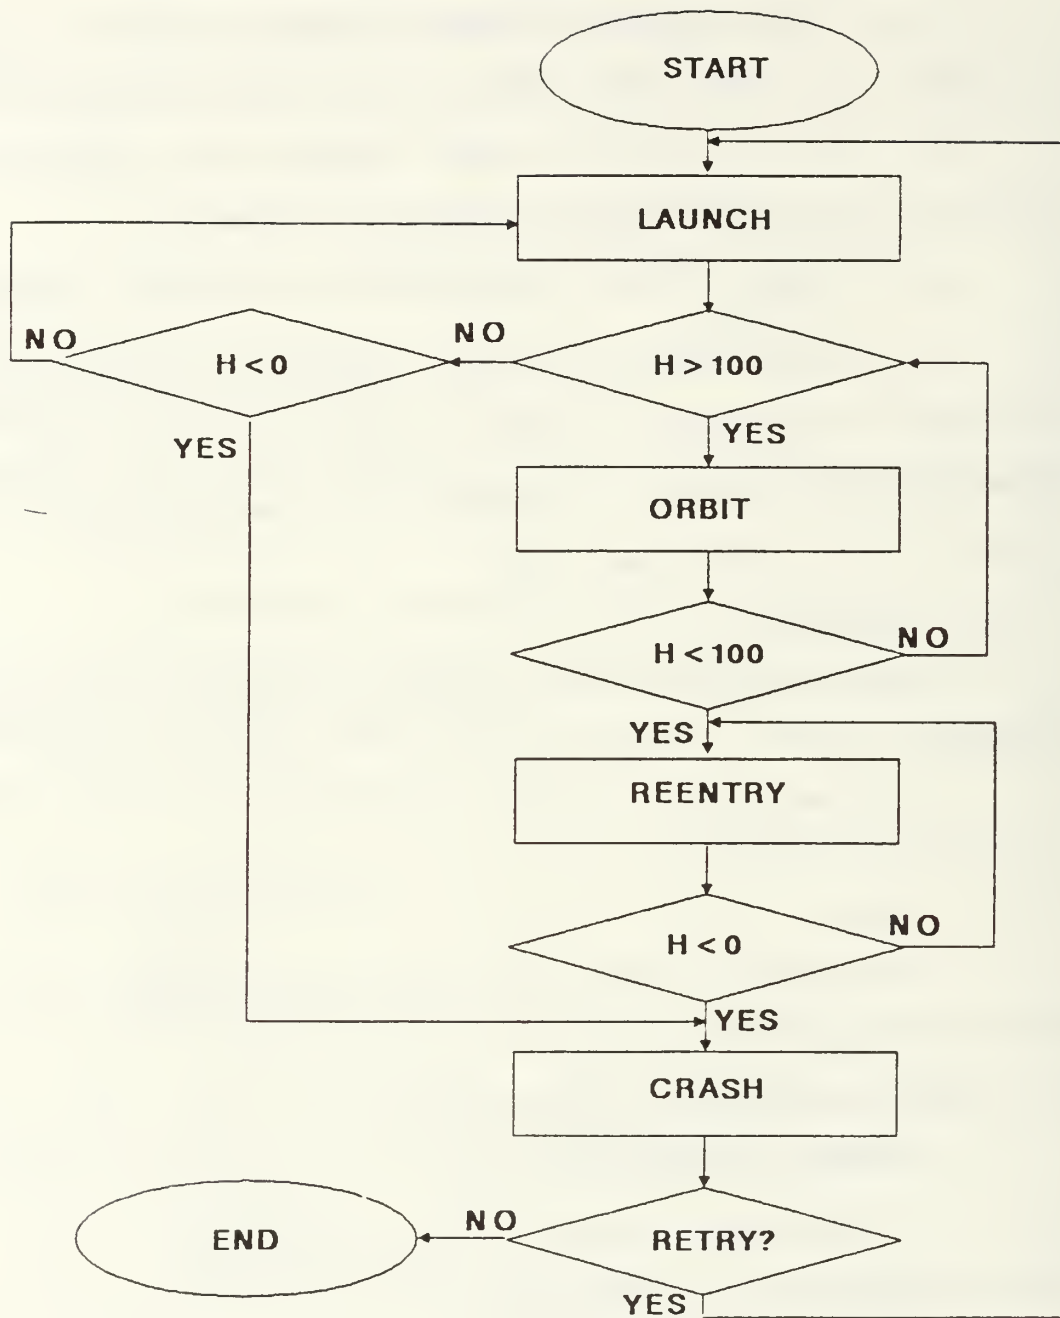 START
LAUNCH
NO
H < 0
NO
H > 100
YES
YES
ORBIT
H < 100
NO
YES
REENTRY
H < 0
NO
YES
CRASH
END
NO
RETRY?
YES